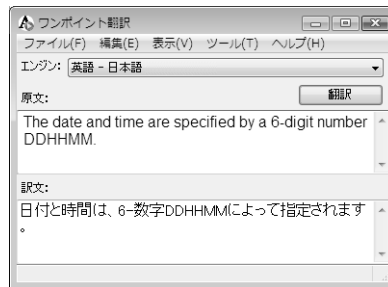 ワンポイント翻訳
ファイル(F) 編集(E) 表示(V) ツール(T) ヘルプ(H)
エンジン: 英語 - 日本語
原文: 翻訳
The date and time are specified by a 6-digit number
DDHHMM.
訳文:
日付と時間は、6-数字DDHHMMによって指定されます
。